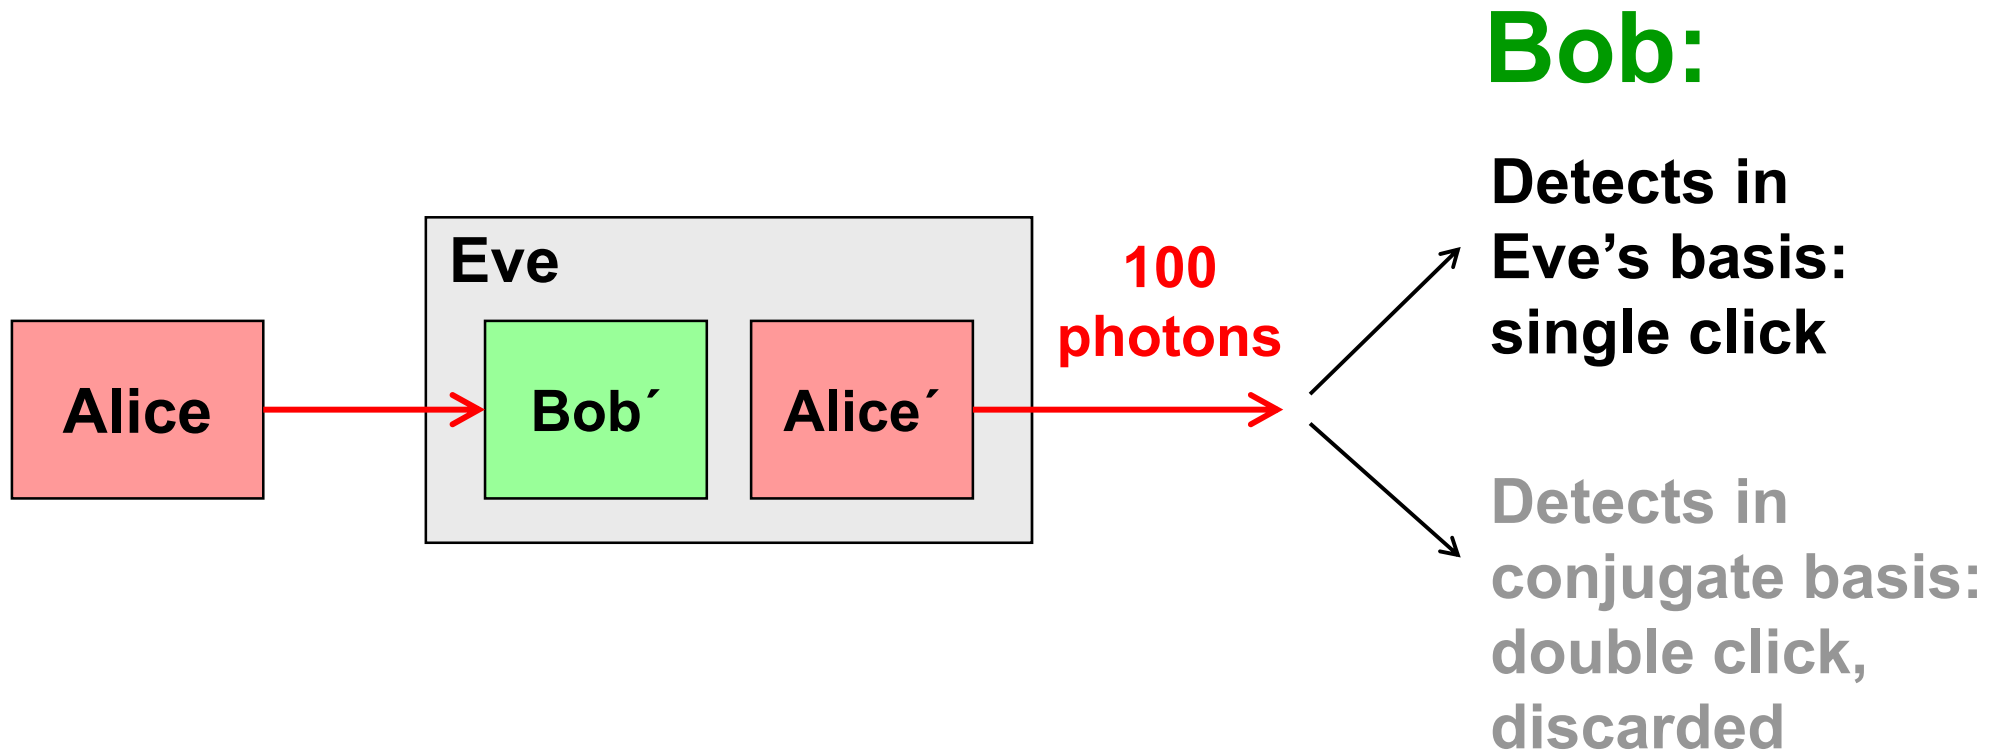 Bob:
Detects in
Eve’s basis:
single click
Eve
100
photons
Alice
Bob´
Alice´
Detects in
conjugate basis:
double click,
discarded